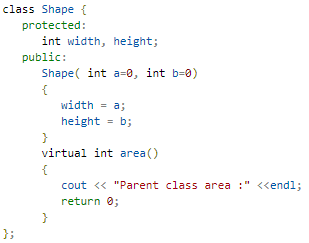 class Shape {
   protected:
      int width, height;
   public:
      Shape( int a=0, int b=0)
      {
         width = a;
         height = b;
      }
      virtual int area()
      {
         cout << "Parent class area :" <<endl;
         return 0;
      }
};